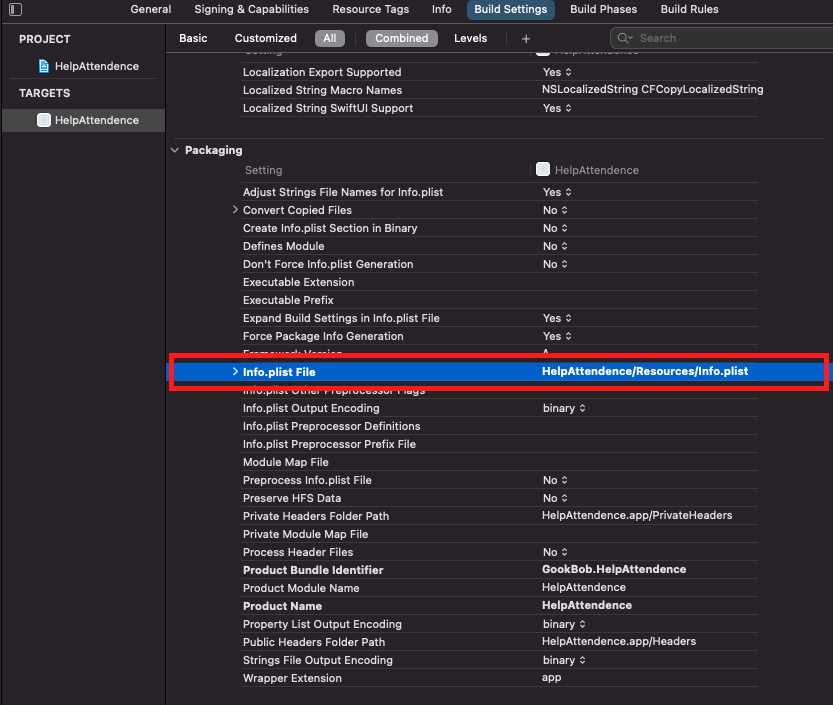 General Signing & Capabilities Resource Tags Info Build Settings Build Phases Build Rules
PROJECT
HelpAttendence
TARGETS
HelpAttendence
Basic Customized All Combined Levels + Search
Setting HelpAttendence
Localization Export Supported Yes
Localized String Macro Names NSLocalizedString CFCopyLocalizedString
Localized String SwiftUI Support Yes
Packaging
Setting HelpAttendence
Adjust Strings File Names for Info.plist Yes
Convert Copied Files No
Create Info.plist Section in Binary No
Defines Module No
Don't Force Info.plist Generation No
Executable Extension
Executable Prefix
Expand Build Settings in Info.plist File Yes
Force Package Info Generation Yes
Framework Version A
Info.plist File HelpAttendence/Resources/Info.plist
Info.plist Other Preprocessor Flags
Info.plist Output Encoding binary
Info.plist Preprocessor Definitions
Info.plist Preprocessor Prefix File
Module Map File
Preprocess Info.plist File No
Preserve HFS Data No
Private Headers Folder Path HelpAttendence.app/PrivateHeaders
Private Module Map File
Process Header Files No
Product Bundle Identifier GookBob.HelpAttendence
Product Module Name HelpAttendence
Product Name HelpAttendence
Property List Output Encoding binary
Public Headers Folder Path HelpAttendence.app/Headers
Strings File Output Encoding binary
Wrapper Extension app